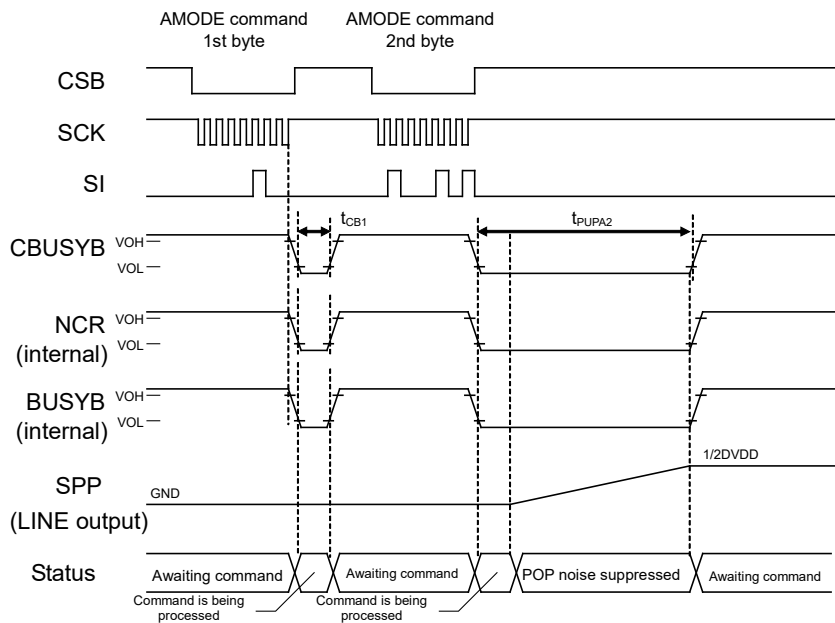 AMODE command
1st byte
AMODE command
2nd byte
CSB
SCK
SI
tCB1
tPUPA2
CBUSYB
VOH
VOL
NCR
(internal)
VOH
VOL
BUSYB
(internal)
VOH
VOL
SPP
(LINE output)
GND
1/2DVDD
Status
Awaiting command
Awaiting command
POP noise suppressed
Awaiting command
Command is being
processed
Command is being
processed